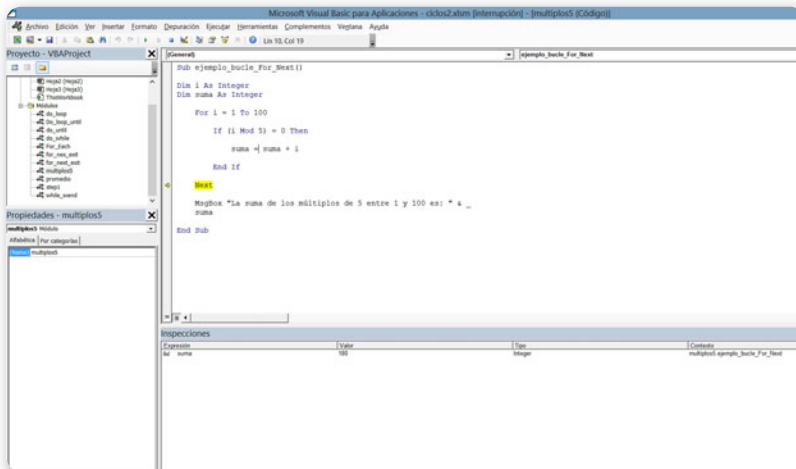 Microsoft Visual Basic para Aplicaciones - ciclos2.xlsm [interrupción] - [multiplos5 (Código)]
Archivo Edición Ver Insertar Formato Depuración Ejecutar Herramientas Complementos Ventana Ayuda
Lín 10, Col 19
Proyecto - VBAProject
Hoja2 (Hoja2)
Hoja3 (Hoja3)
ThisWorkbook
Módulos
do_loop
Do_loop_until
do_until
do_while
For_Each
for_nex_exit
for_next_exit
multiplos5
promedio
step1
while_wend
Propiedades - multiplos5
multiplos5 Módulo
Alfabética Por categorías
(Name) multiplos5
(General)
ejemplo_bucle_For_Next
Sub ejemplo_bucle_For_Next()
Dim i As Integer
Dim suma As Integer
For i = 1 To 100
If (i Mod 5) = 0 Then
suma = suma + i
End If
Next
MsgBox "La suma de los múltiplos de 5 entre 1 y 100 es: " & _
suma
End Sub
Inspecciones
Expresión Valor Tipo Contexto
suma 180 Integer multiplos5.ejemplo_bucle_For_Next